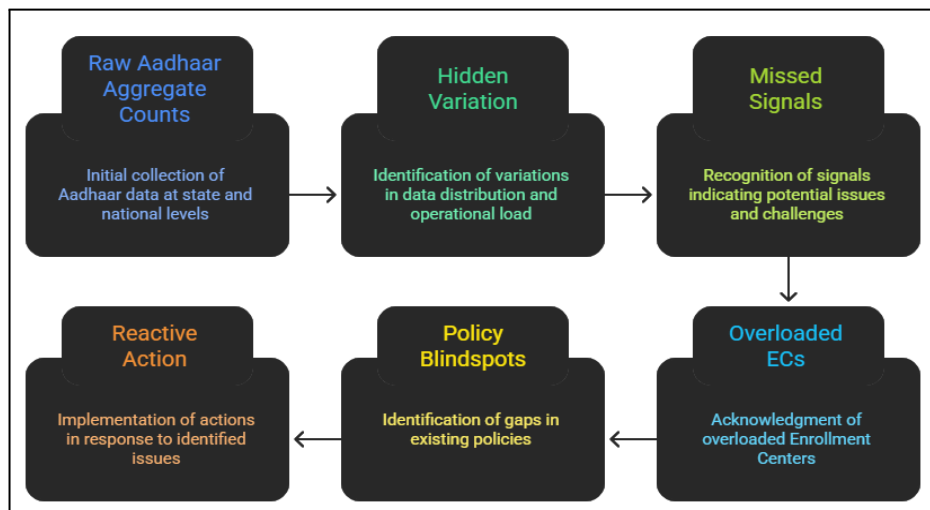 Raw Aadhaar
Aggregate
Counts
Initial collection of
Aadhaar data at state and
national levels
Hidden
Variation
Identification of variations
in data distribution and
operational load
Missed
Signals
Recognition of signals
indicating potential issues
and challenges
Overloaded
ECs
Acknowledgment of
overloaded Enrollment
Centers
Policy
Blindspots
Identification of gaps in
existing policies
Reactive
Action
Implementation of actions
in response to identified
issues